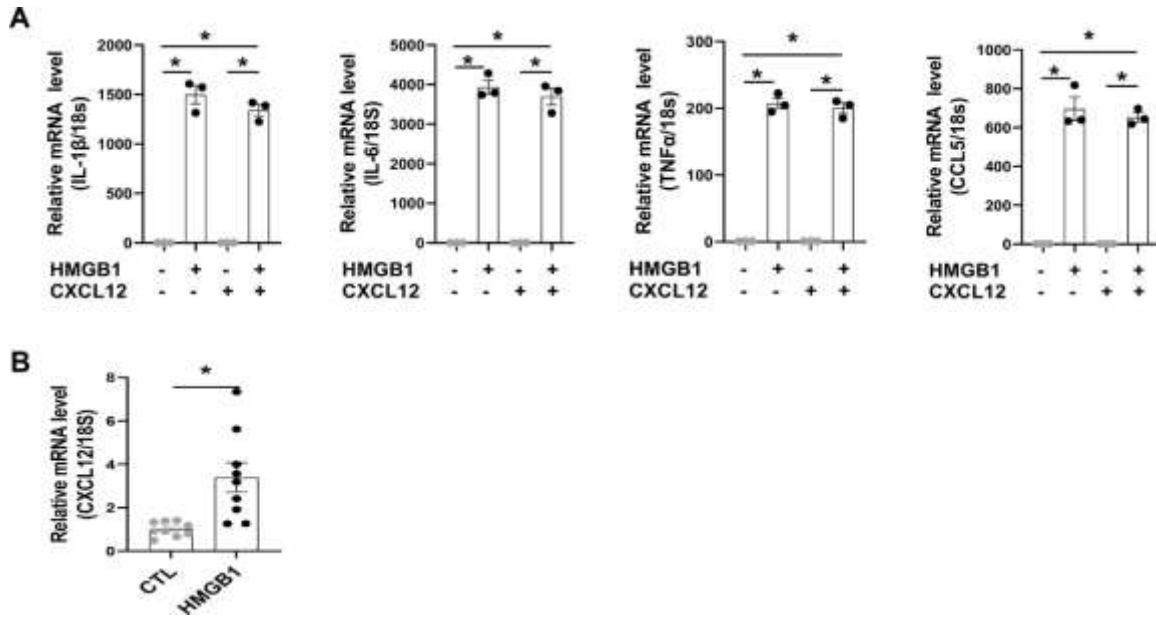 A
Relative mRNA level
(IL-1β/18s)
2000
1500
1000
500
0
* * *
HMGB1 - + - +
CXCL12 - - + +
Relative mRNA level
(IL-6/18S)
5000
4000
3000
2000
1000
0
* * *
HMGB1 - + - +
CXCL12 - - + +
Relative mRNA level
(TNFα/18s)
300
200
100
0
* * *
HMGB1 - + - +
CXCL12 - - + +
Relative mRNA level
(CCL5/18s)
1000
800
600
400
200
0
* * *
HMGB1 - + - +
CXCL12 - - + +
B
Relative mRNA level
(CXCL12/18S)
8
6
4
2
0
*
CTL
HMGB1